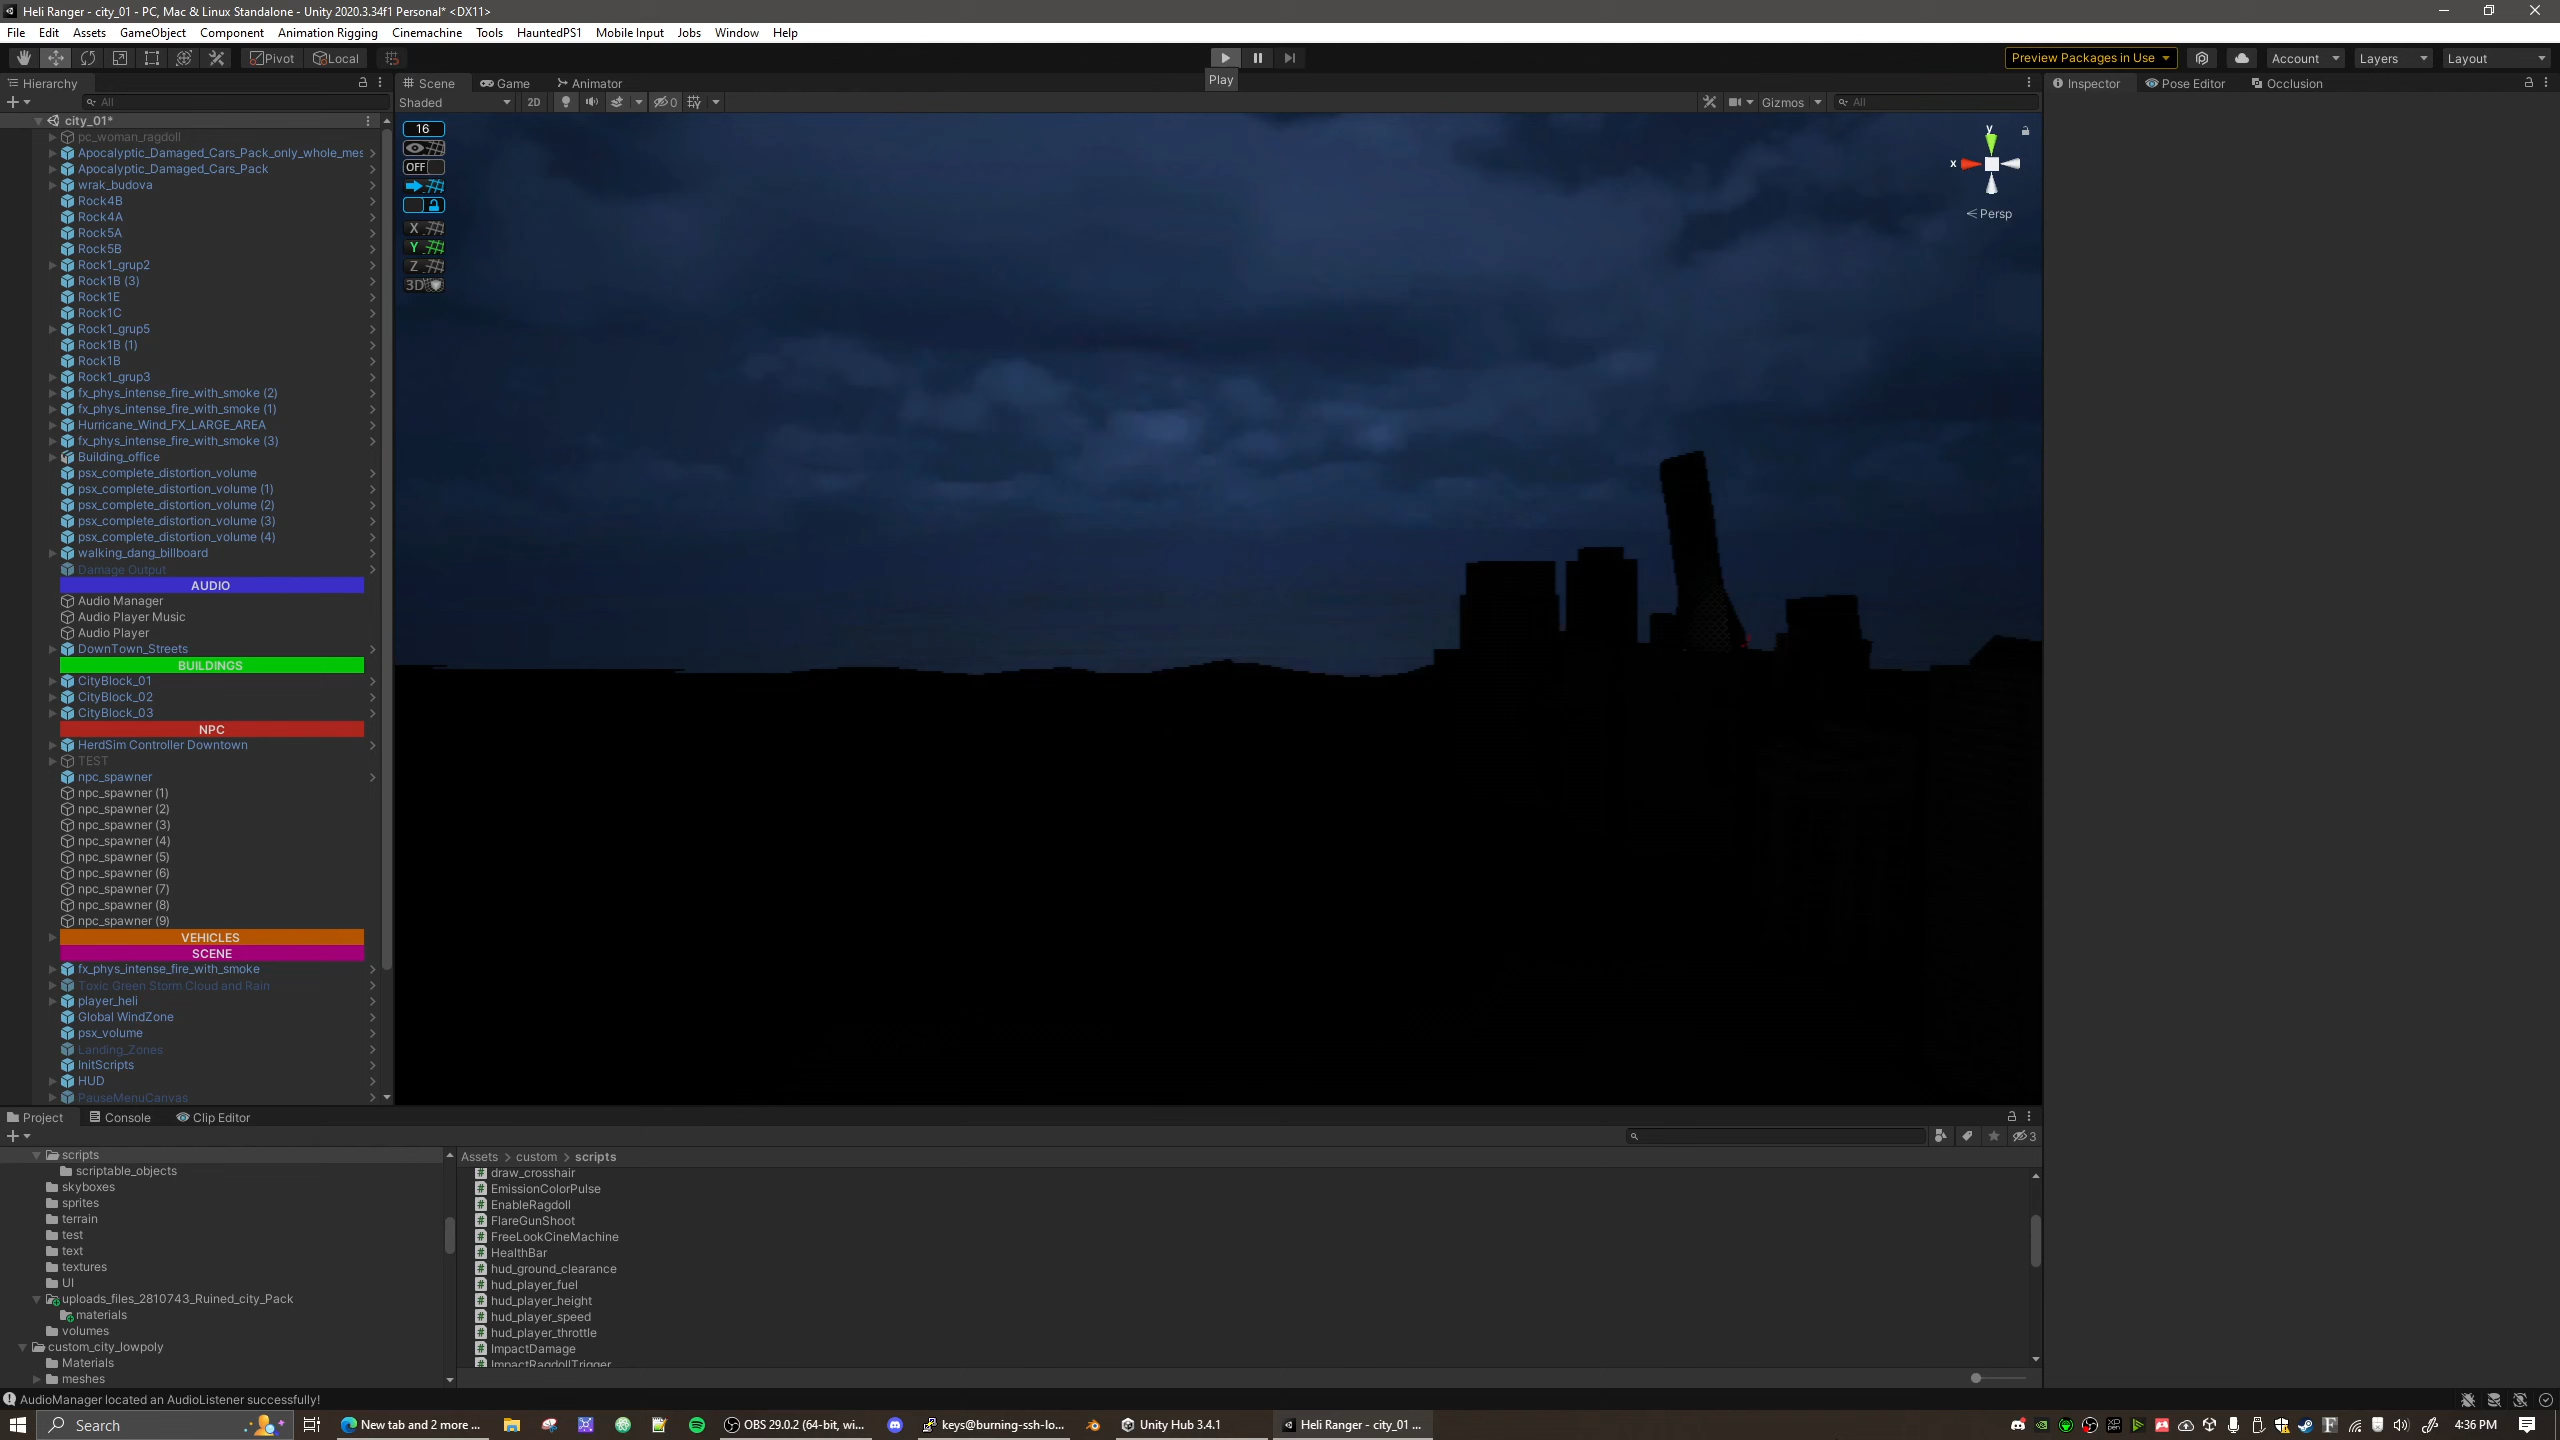 Heli Ranger - city_01 - PC, Mac & Linux Standalone - Unity 2020.3.34f1 Personal* <DX11>
File Edit Assets GameObject Component Animation Rigging Cinemachine Tools HauntedPS1 Mobile Input Jobs Window Help
Pivot Local Preview Packages in Use Account Layers Layout
Play
Hierarchy Scene Game Animator Inspector Pose Editor Occlusion
All Shaded 2D 0 Gizmos All
city_01*
pc_woman_ragdoll
Apocalyptic_Damaged_Cars_Pack_only_whole_mes
Apocalyptic_Damaged_Cars_Pack
wrak_budova
Rock4B
Rock4A
Rock5A
Rock5B
Rock1_grup2
Rock1B (3)
Rock1E
Rock1C
Rock1_grup5
Rock1B (1)
Rock1B
Rock1_grup3
fx_phys_intense_fire_with_smoke (2)
fx_phys_intense_fire_with_smoke (1)
Hurricane_Wind_FX_LARGE_AREA
fx_phys_intense_fire_with_smoke (3)
Building_office
psx_complete_distortion_volume
psx_complete_distortion_volume (1)
psx_complete_distortion_volume (2)
psx_complete_distortion_volume (3)
psx_complete_distortion_volume (4)
walking_dang_billboard
Damage Output
AUDIO
Audio Manager
Audio Player Music
Audio Player
DownTown_Streets
BUILDINGS
CityBlock_01
CityBlock_02
CityBlock_03
NPC
HerdSim Controller Downtown
TEST
npc_spawner
npc_spawner (1)
npc_spawner (2)
npc_spawner (3)
npc_spawner (4)
npc_spawner (5)
npc_spawner (6)
npc_spawner (7)
npc_spawner (8)
npc_spawner (9)
VEHICLES
SCENE
fx_phys_intense_fire_with_smoke
Toxic Green Storm Cloud and Rain
player_heli
Global WindZone
psx_volume
Landing_Zones
InitScripts
HUD
PauseMenuCanvas
16
OFF
X
Y
Z
3D
y
x
Persp
Project Console Clip Editor
3
scripts
scriptable_objects
skyboxes
sprites
terrain
test
text
textures
UI
uploads_files_2810743_Ruined_city_Pack
materials
volumes
custom_city_lowpoly
Materials
meshes
Assets > custom > scripts
draw_crosshair
EmissionColorPulse
EnableRagdoll
FlareGunShoot
FreeLookCineMachine
HealthBar
hud_ground_clearance
hud_player_fuel
hud_player_height
hud_player_speed
hud_player_throttle
ImpactDamage
ImpactRagdollTrigger
AudioManager located an AudioListener successfully!
Search New tab and 2 more ... OBS 29.0.2 (64-bit, wi... keys@burning-ssh-lo... Unity Hub 3.4.1 Heli Ranger - city_01 ... 4:36 PM